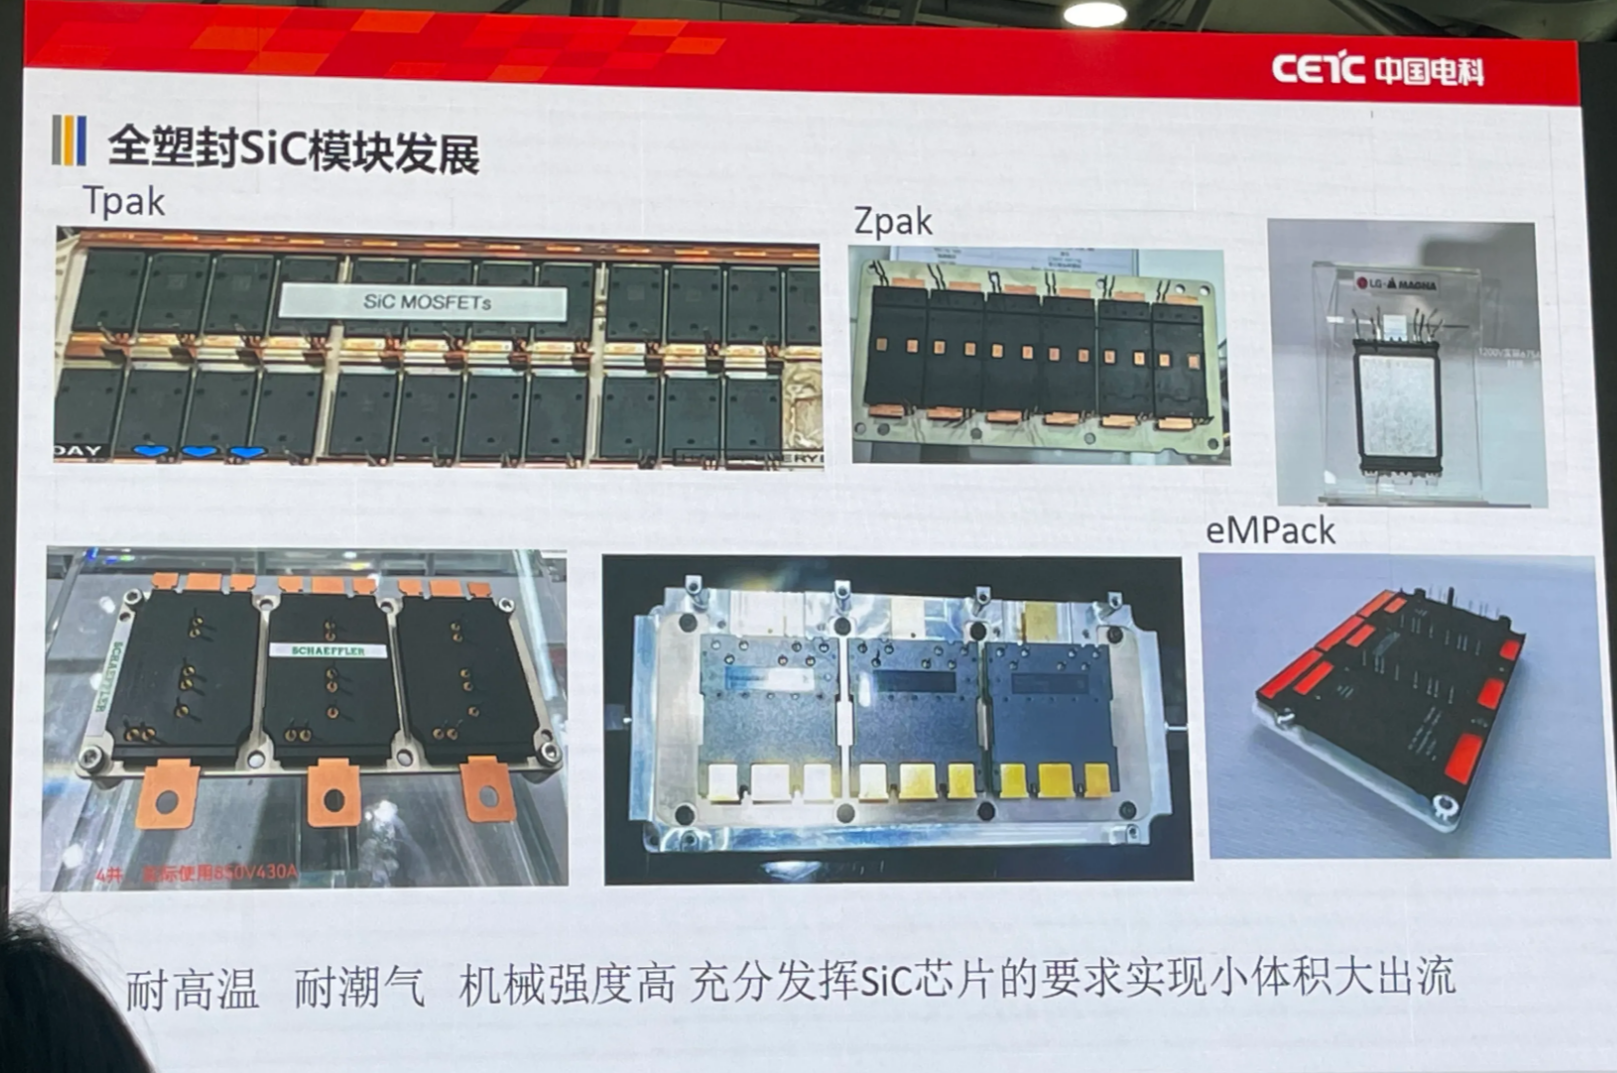 CETC 中国电科
全塑封SiC模块发展
Tpak
SiC MOSFETs
DAY
Zpak
LG MAGNA
SCHAEFFLER
SCHAEFFLER
4并 实际使用850V430A
eMPack
耐高温 耐潮气 机械强度高 充分发挥SiC芯片的要求实现小体积大出流